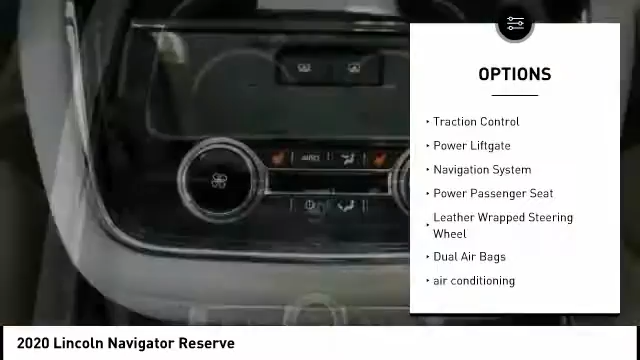 OPTIONS
Traction Control
Power Liftgate
Navigation System
Power Passenger Seat
Leather Wrapped Steering
Wheel
Dual Air Bags
air conditioning
AUTO
2020 Lincoln Navigator Reserve